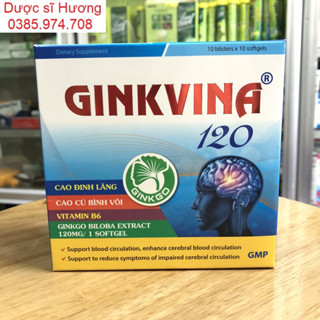 Dược sĩ Hương
0385.974.708
Dietary Supplement
10 blisters x 10 softgels
GINKVINA®
120
CAO ĐINH LĂNG
CAO CỦ BÌNH VÔI
VITAMIN B6
GINKGO BILOBA EXTRACT
120MG/ 1 SOFTGEL
GINKGO
✓ Support blood circulation, enhance cerebral blood circulation
✓ Support to reduce symptoms of impaired cerebral circulation
GMP